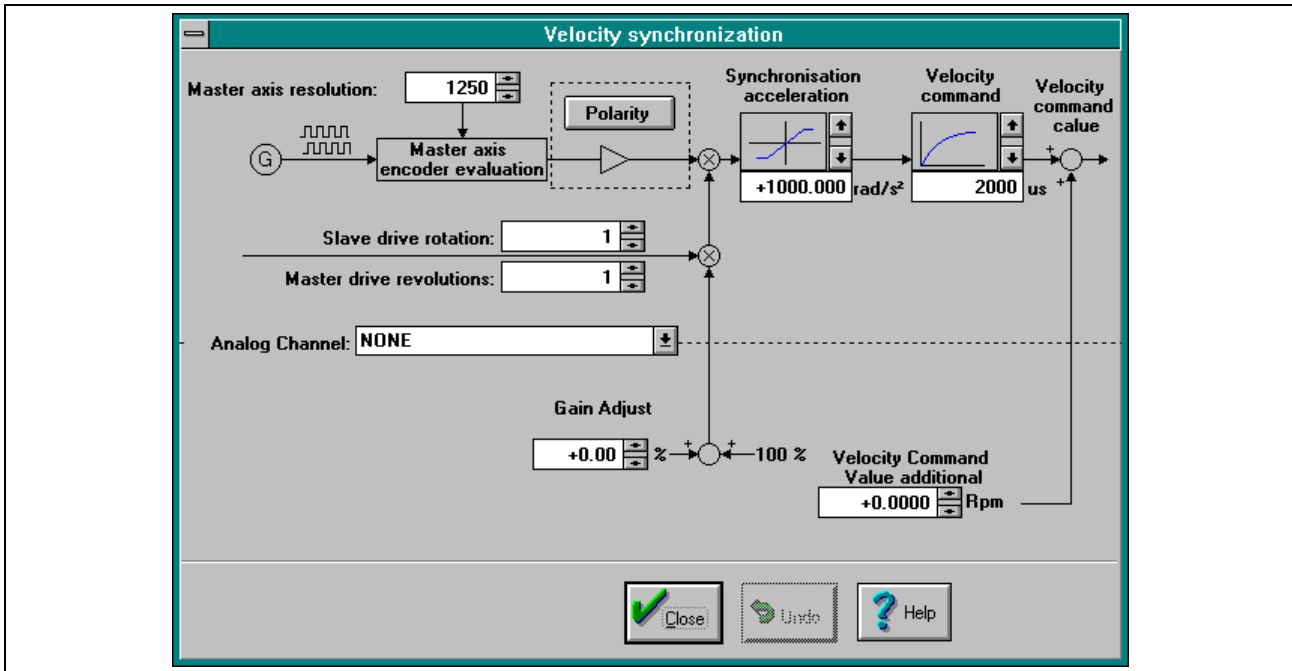 Velocity synchronization
Master axis resolution:
1250
Polarity
Synchronisation
acceleration
Velocity
command
Velocity
command
calue
G
Master axis
encoder evaluation
+1000.000 rad/s²
2000 us
+
+
Slave drive rotation: 1
Master drive revolutions: 1
Analog Channel: NONE
Gain Adjust
+0.00 %
+
+
100 %
Velocity Command
Value additional
+0.0000 Rpm
Close
Undo
Help